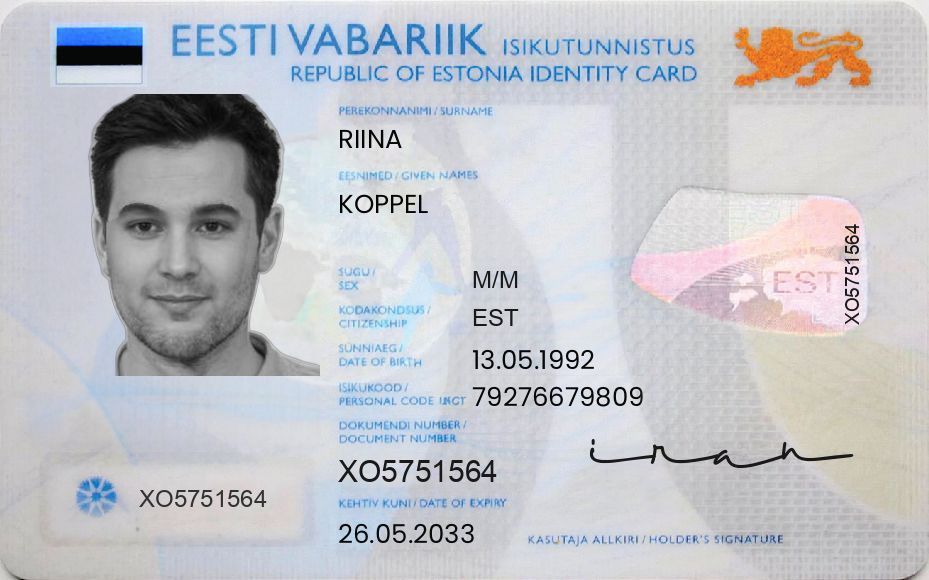 EESTI VABARIIK ISIKUTUNNISTUS
REPUBLIC OF ESTONIA IDENTITY CARD
PEREKONNANIMI / SURNAME
RIINA
EESNIMED / GIVEN NAMES
KOPPEL
SUGU /
SEX
M/M
KODAKONDSUS /
CITIZENSHIP
EST
SÜNNIAEG /
DATE OF BIRTH
13.05.1992
ISIKUKOOD /
PERSONAL CODE
79276679809
DOKUMENDI NUMBER /
DOCUMENT NUMBER
XO5751564
KEHTIV KUNI / DATE OF EXPIRY
26.05.2033
KASUTAJA ALLKIRI / HOLDER'S SIGNATURE
XO5751564
EST
XO5751564